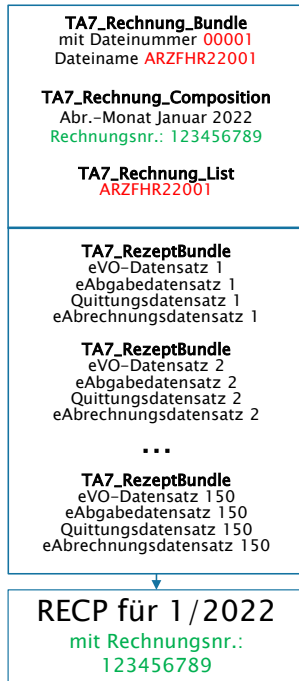 TA7_Rechnung_Bundle
mit Dateinummer 00001
Dateiname ARZFHR22001
TA7_Rechnung_Composition
Abr.-Monat Januar 2022
Rechnungsnr.: 123456789
TA7_Rechnung_List
ARZFHR22001
TA7_RezeptBundle
eVO-Datensatz 1
eAbgabedatensatz 1
Quittungsdatensatz 1
eAbrechnungsdatensatz 1
TA7_RezeptBundle
eVO-Datensatz 2
eAbgabedatensatz 2
Quittungsdatensatz 2
eAbrechnungsdatensatz 2
...
TA7_RezeptBundle
eVO-Datensatz 150
eAbgabedatensatz 150
Quittungsdatensatz 150
eAbrechnungsdatensatz 150
RECP für 1/2022
mit Rechnungsnr.:
123456789